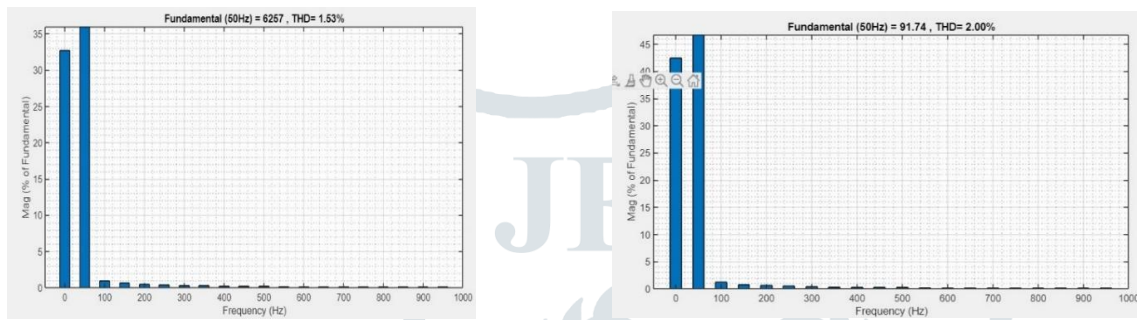 Fundamental (50Hz) = 6257 , THD= 1.53%
35
30
25
20
15
10
5
0
Mag (% of Fundamental)
0 100 200 300 400 500 600 700 800 900 1000
Frequency (Hz)
JE
Fundamental (50Hz) = 91.74 , THD= 2.00%
45
40
35
30
25
20
15
10
5
0
Mag (% of Fundamental)
0 100 200 300 400 500 600 700 800 900 1000
Frequency (Hz)